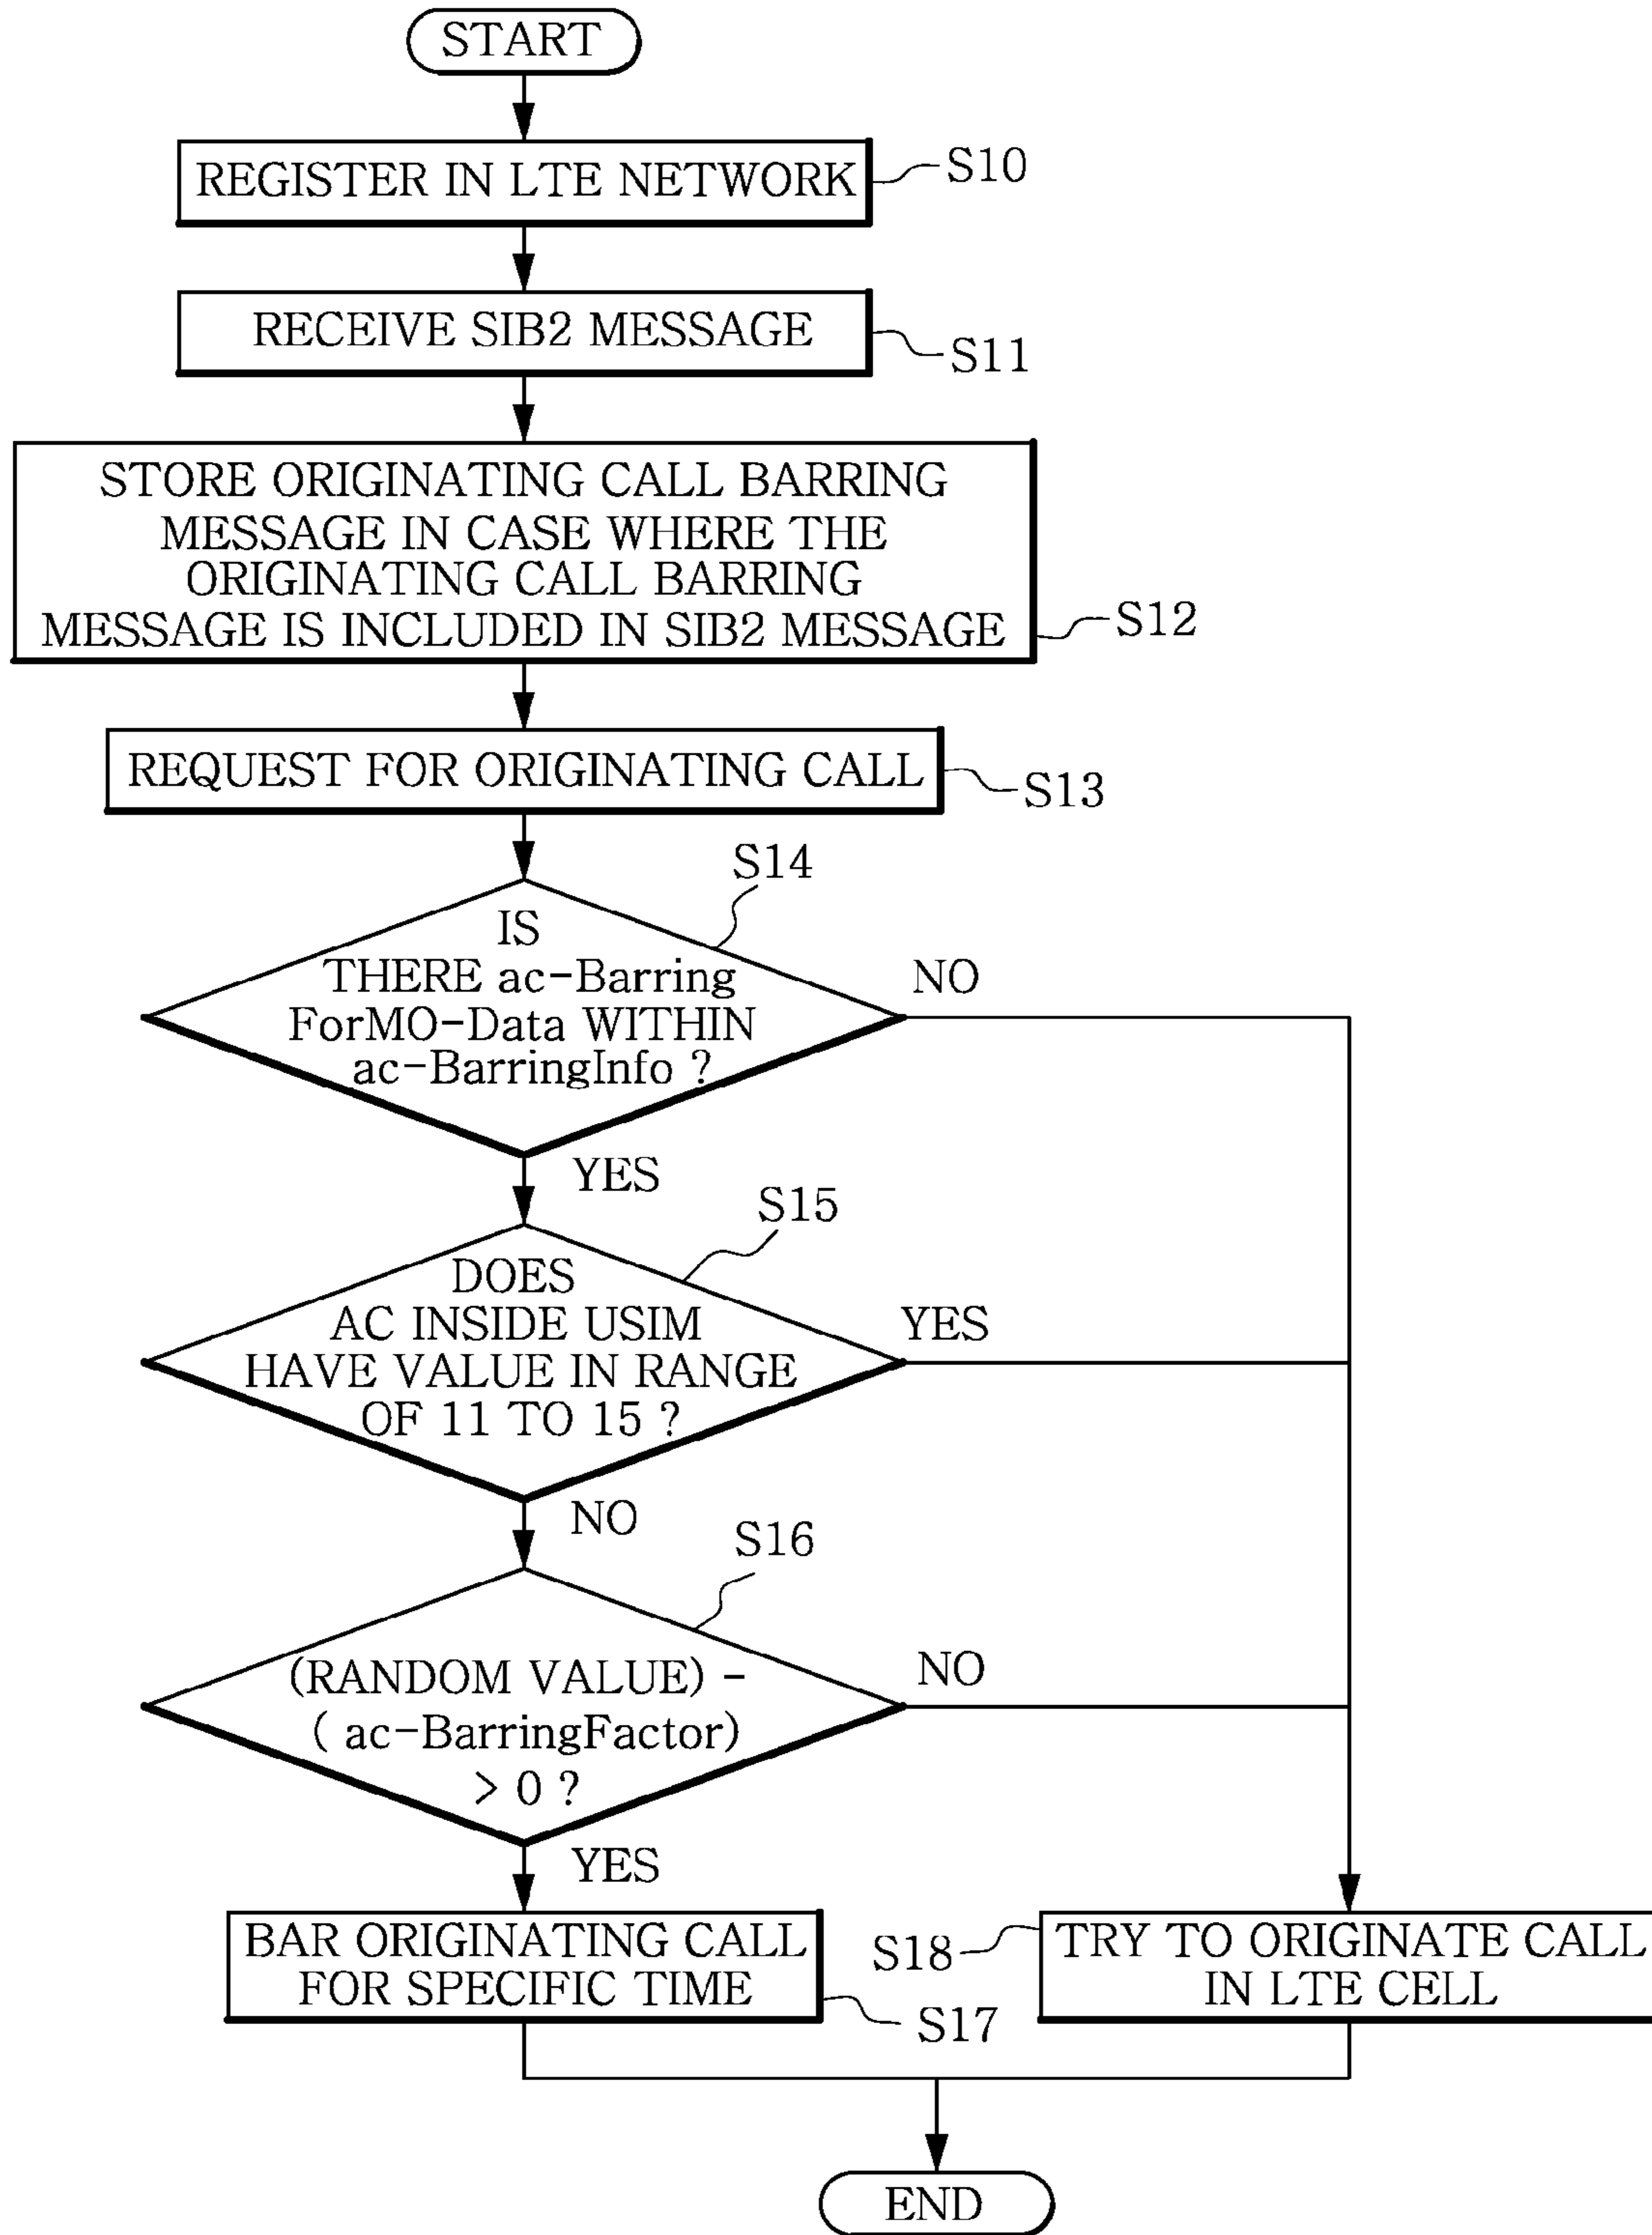 START
REGISTER IN LTE NETWORK
S10
RECEIVE SIB2 MESSAGE
S11
STORE ORIGINATING CALL BARRING
MESSAGE IN CASE WHERE THE
ORIGINATING CALL BARRING
MESSAGE IS INCLUDED IN SIB2 MESSAGE
S12
REQUEST FOR ORIGINATING CALL
S13
S14
IS
THERE ac-Barring
ForMO-Data WITHIN
ac-BarringInfo ?
NO
YES
S15
DOES
AC INSIDE USIM
HAVE VALUE IN RANGE
OF 11 TO 15 ?
YES
NO
S16
(RANDOM VALUE) -
( ac-BarringFactor)
> 0 ?
NO
YES
BAR ORIGINATING CALL
FOR SPECIFIC TIME
S17
S18
TRY TO ORIGINATE CALL
IN LTE CELL
END